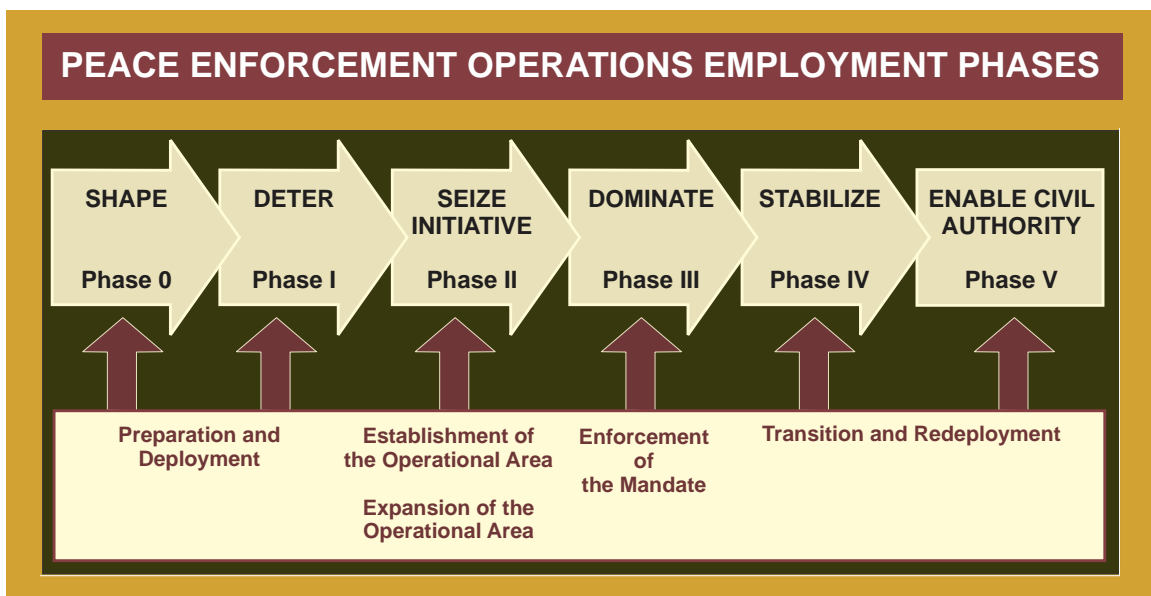 PEACE ENFORCEMENT OPERATIONS EMPLOYMENT PHASES
SHAPE
Phase 0
DETER
Phase I
SEIZE
INITIATIVE
Phase II
DOMINATE
Phase III
STABILIZE
Phase IV
ENABLE CIVIL
AUTHORITY
Phase V
Preparation and
Deployment
Establishment of
the Operational Area
Expansion of the
Operational Area
Enforcement
of
the Mandate
Transition and Redeployment